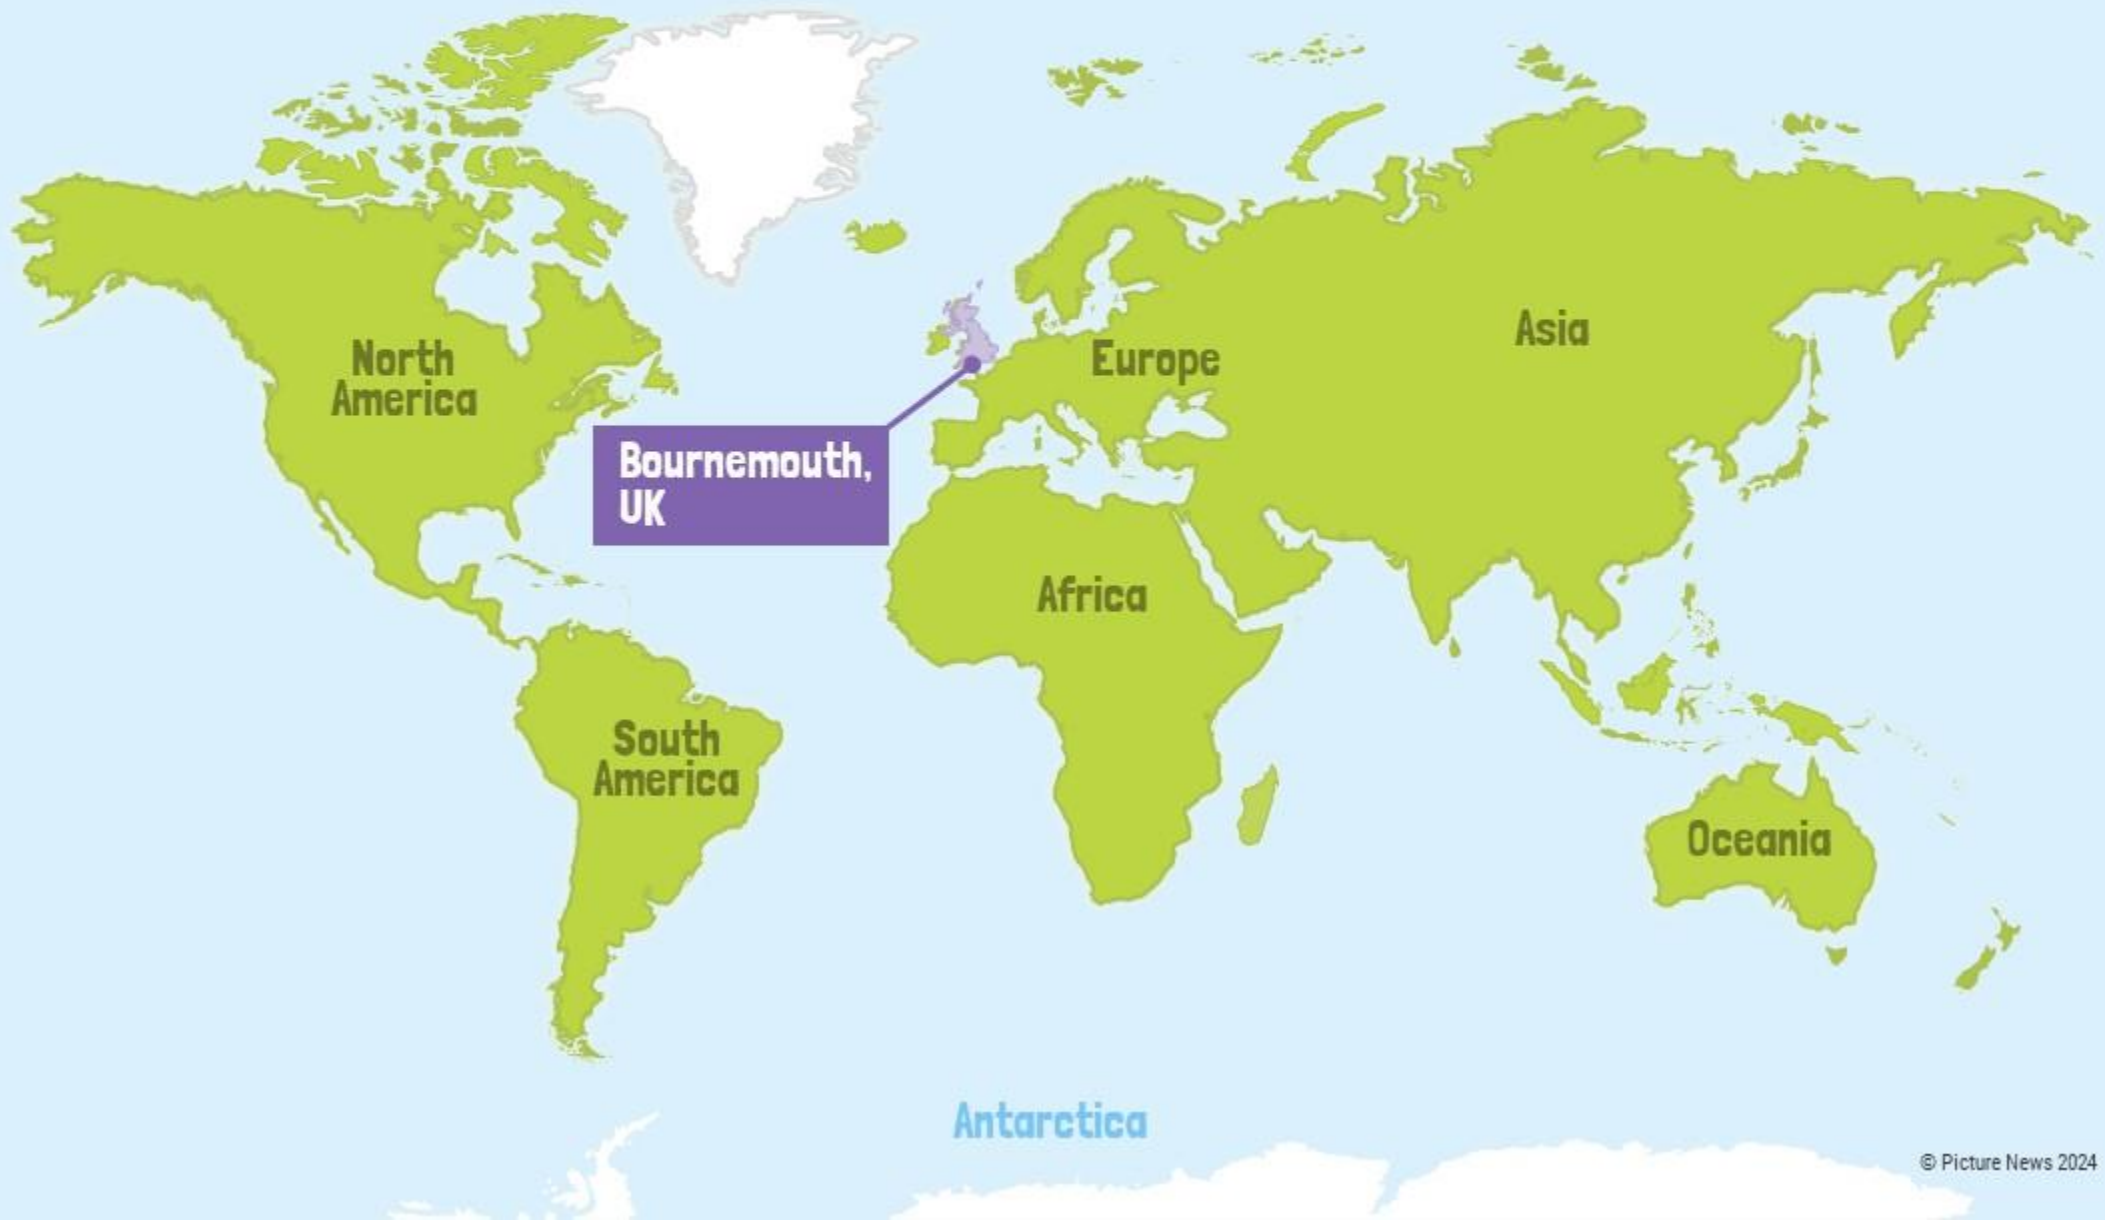 North
America
Europe
Asia
Bournemouth,
UK
Africa
South
America
Oceania
Antarctica
© Picture News 2024